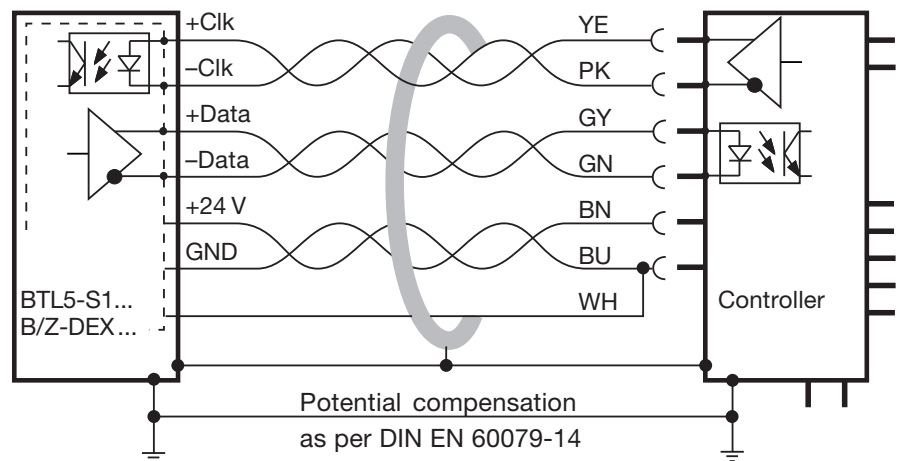 +Clk
YE
–Clk
PK
+Data
GY
–Data
GN
+24 V
BN
GND
BU
WH
BTL5-S1...
B/Z-DEX...
Controller
Potential compensation
as per DIN EN 60079-14